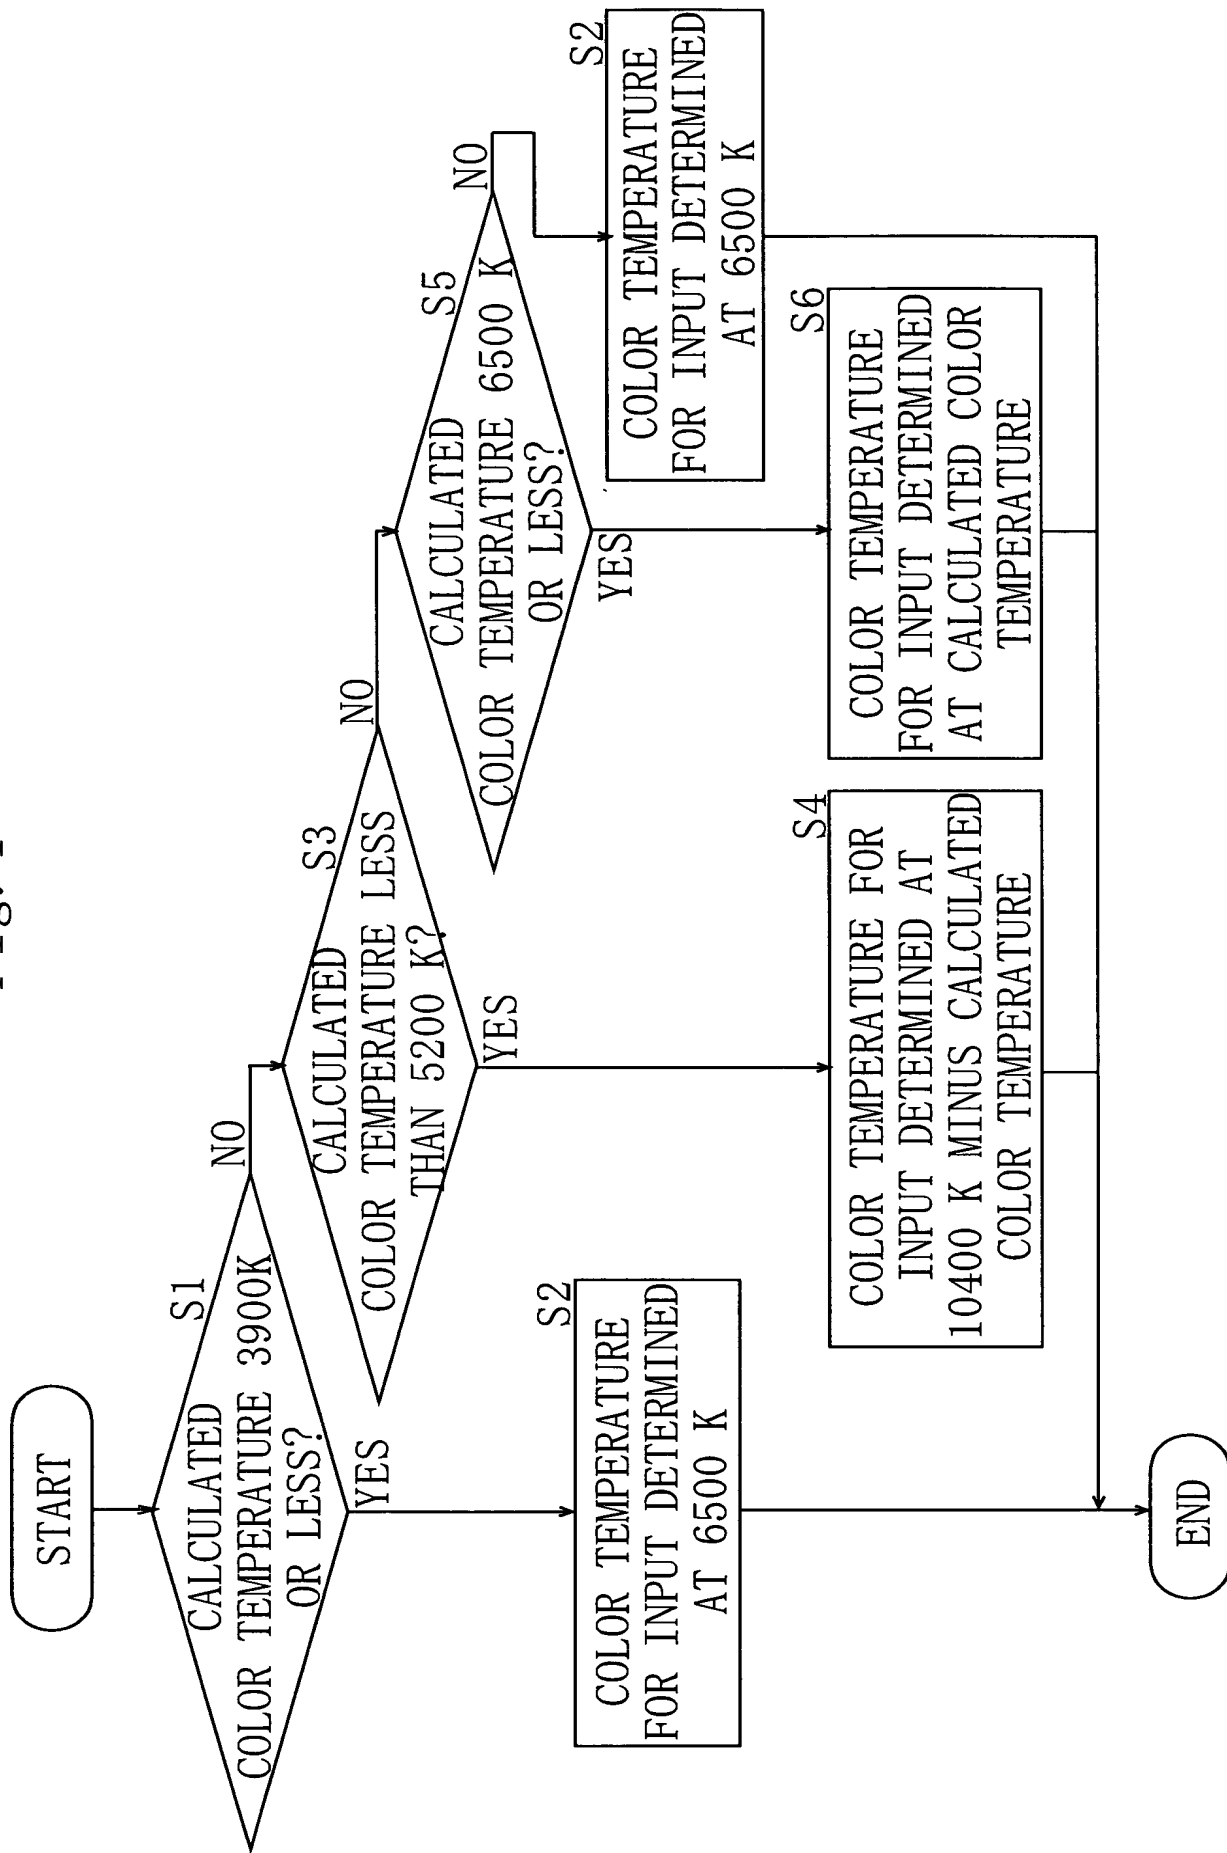 START
S1
CALCULATED
COLOR TEMPERATURE 3900K
OR LESS?
NO
YES
S2
COLOR TEMPERATURE
FOR INPUT DETERMINED
AT 6500 K
S3
CALCULATED
COLOR TEMPERATURE LESS
THAN 5200 K?
NO
YES
S4
COLOR TEMPERATURE FOR
INPUT DETERMINED AT
10400 K MINUS CALCULATED
COLOR TEMPERATURE
S5
CALCULATED
COLOR TEMPERATURE 6500 K
OR LESS?
NO
YES
S6
COLOR TEMPERATURE
FOR INPUT DETERMINED
AT CALCULATED COLOR
TEMPERATURE
S2
COLOR TEMPERATURE
FOR INPUT DETERMINED
AT 6500 K
END